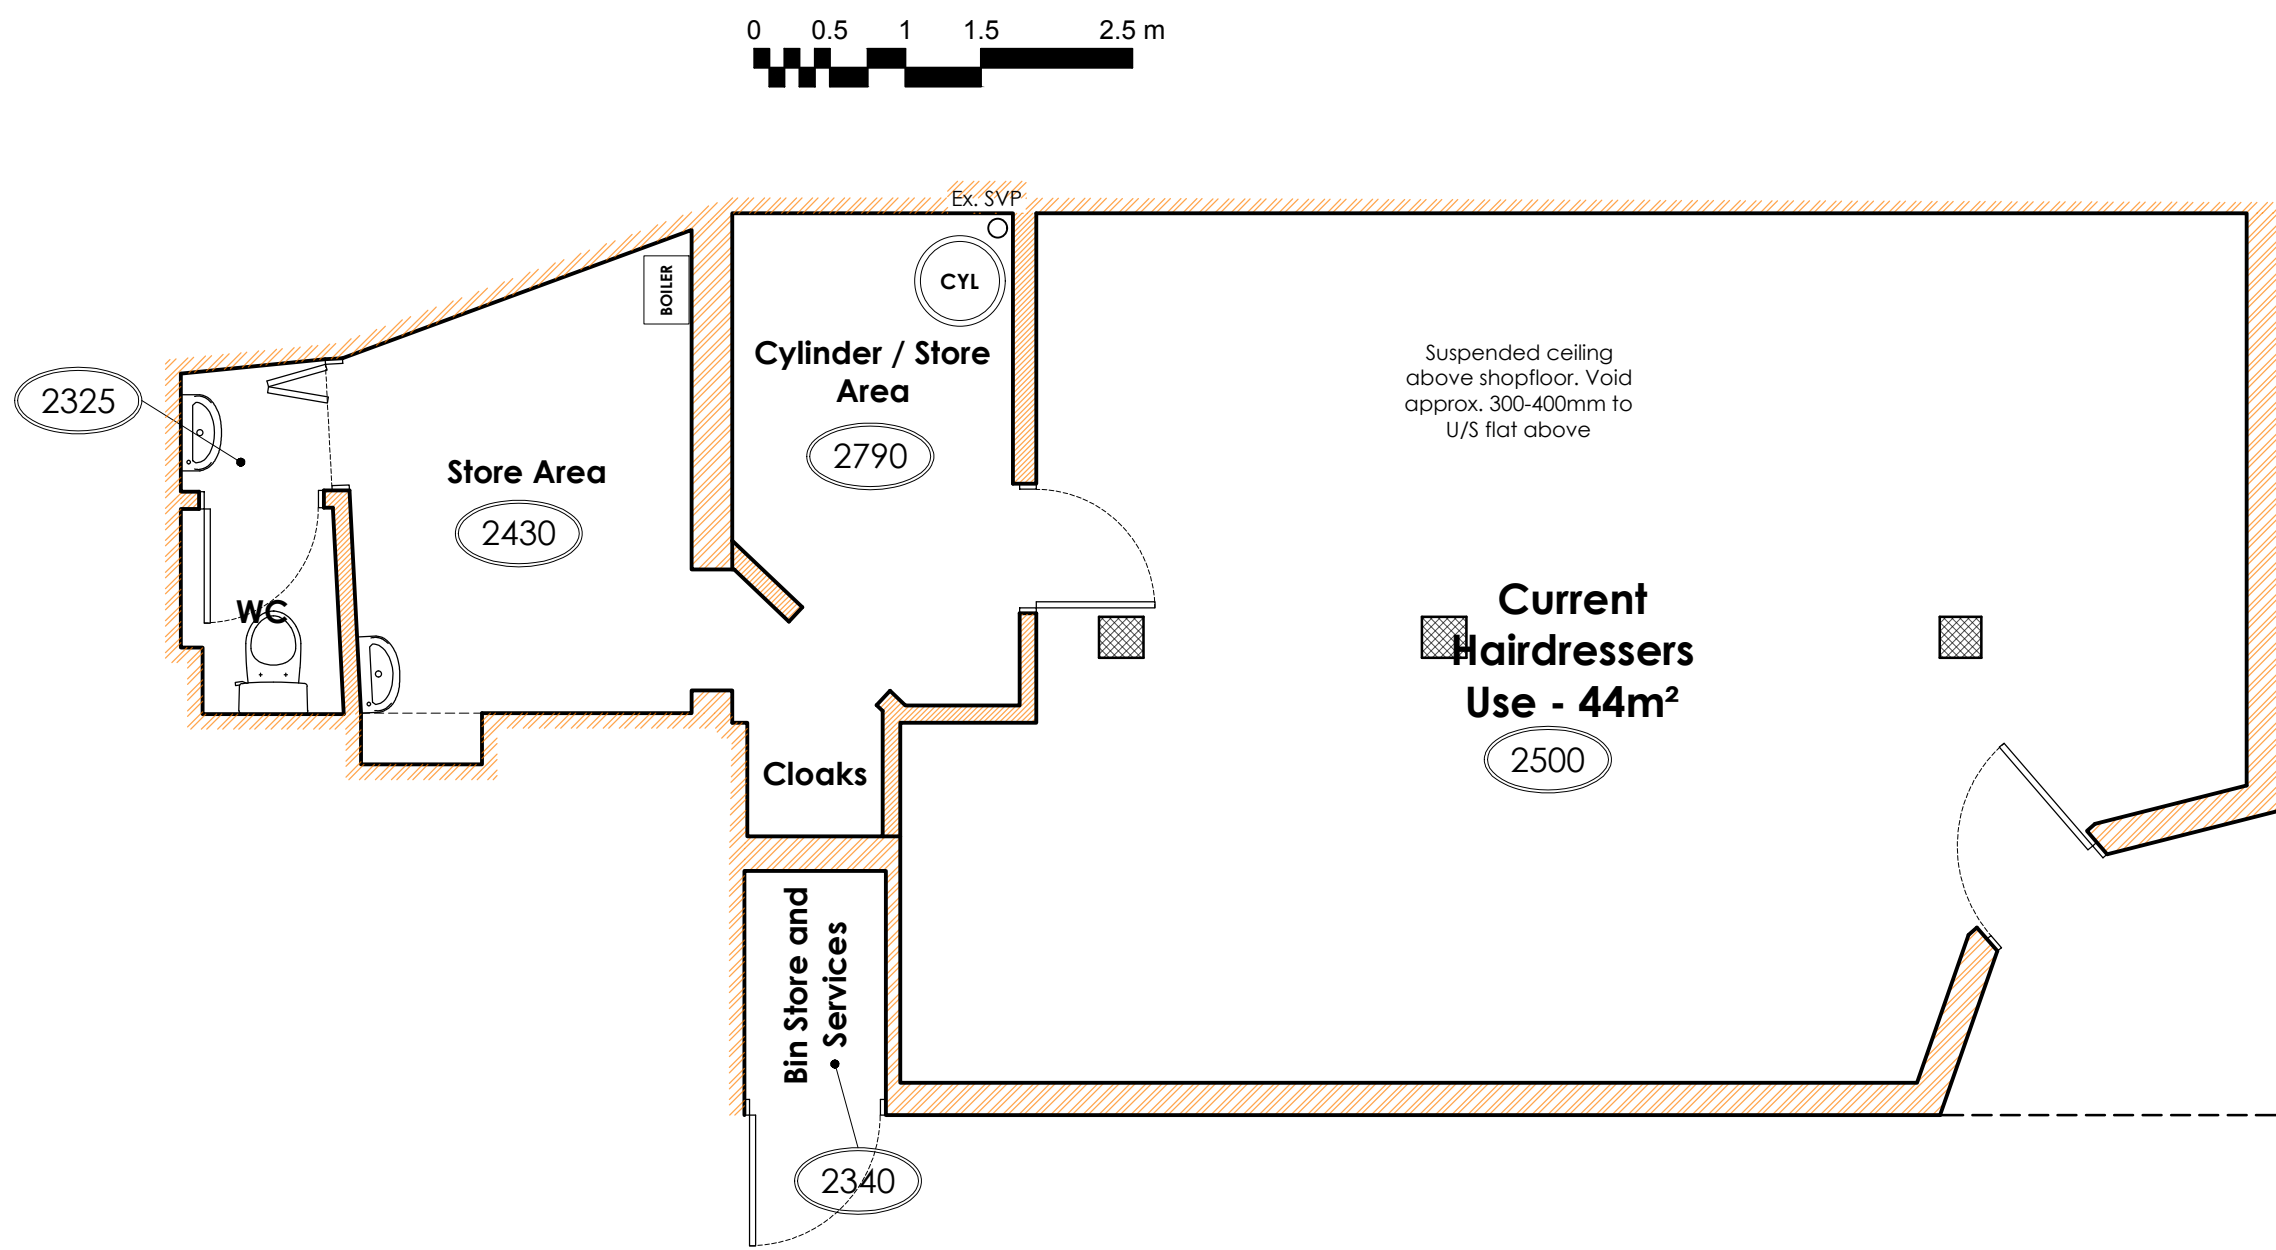 0 0.5 1 1.5 2.5 m
Ex. SVP
BOILER
CYL
Cylinder / Store
Area
2790
Suspended ceiling
above shopfloor. Void
approx. 300-400mm to
U/S flat above
2325
Store Area
2430
WC
Current
Hairdressers
Use - 44m²
2500
Cloaks
Bin Store and
Services
2340